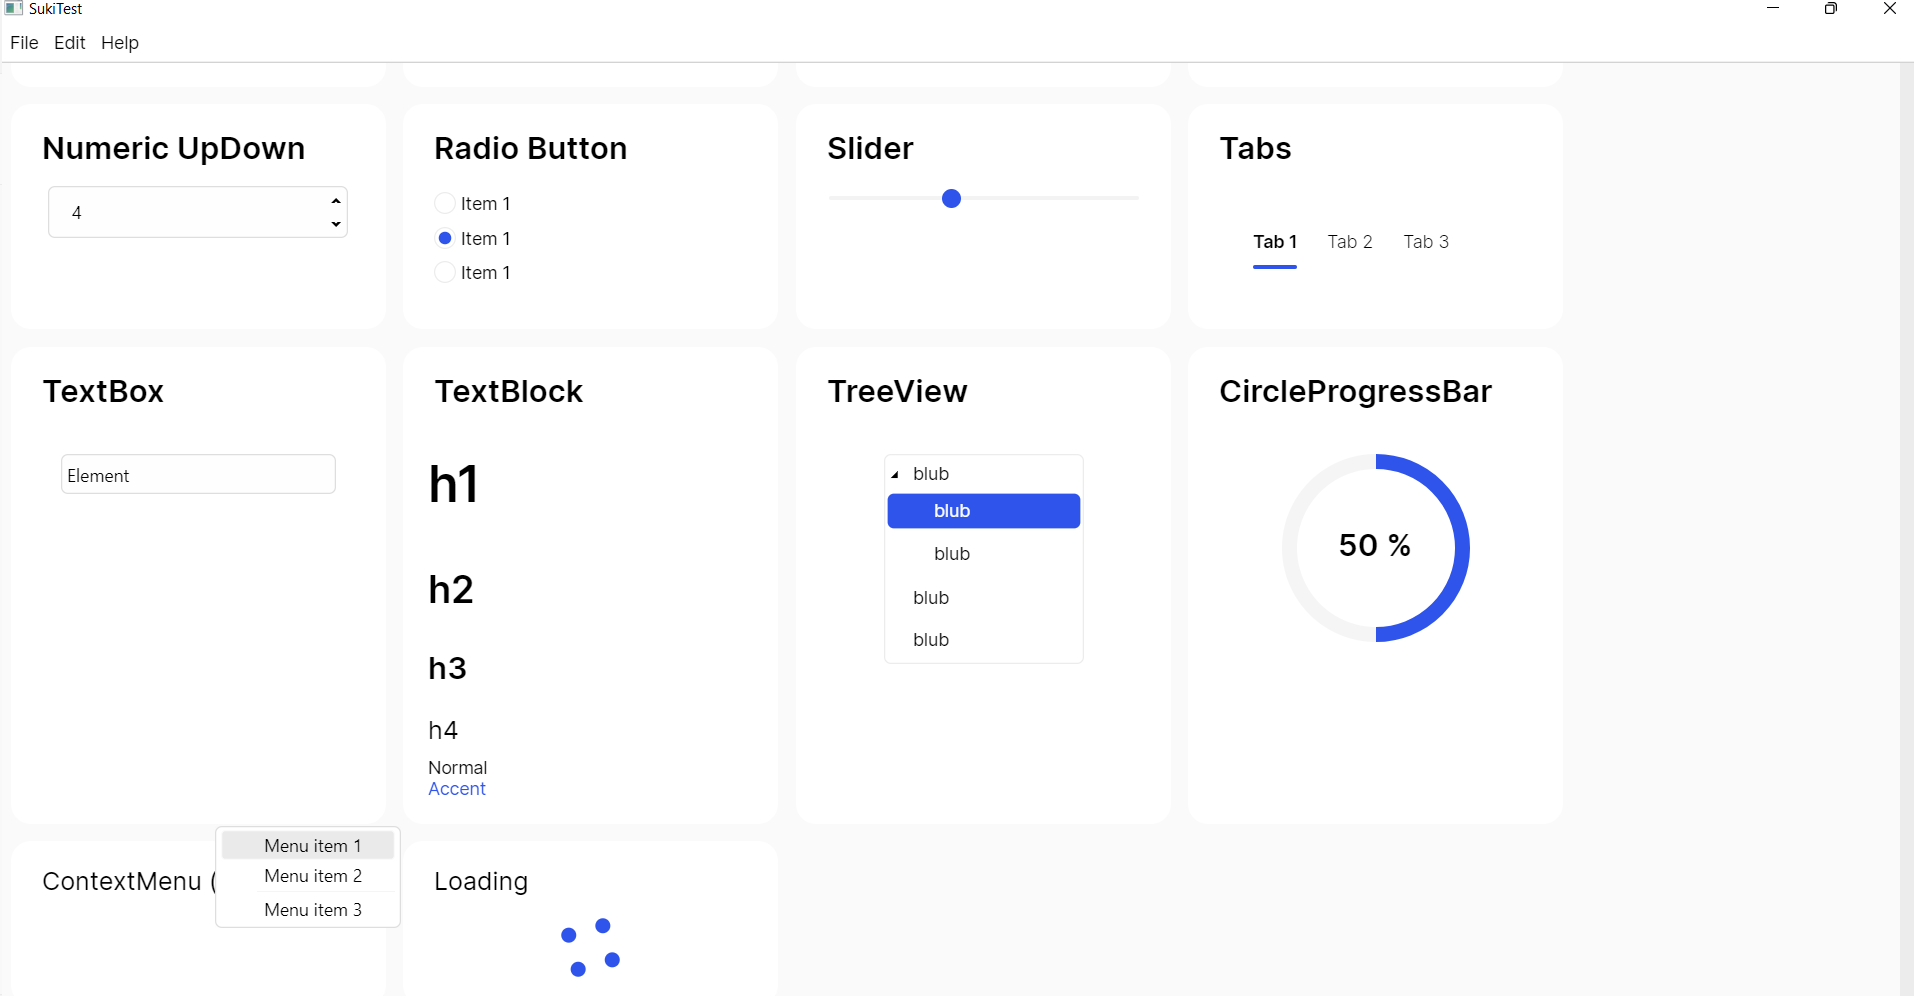 SukiTest
File Edit Help
Numeric UpDown
4
Radio Button
Item 1
Item 1
Item 1
Slider
Tabs
Tab 1 Tab 2 Tab 3
TextBox
Element
TextBlock
h1
h2
h3
h4
Normal
Accent
TreeView
blub
blub
blub
blub
blub
CircleProgressBar
50 %
ContextMenu (
Menu item 1
Menu item 2
Menu item 3
Loading